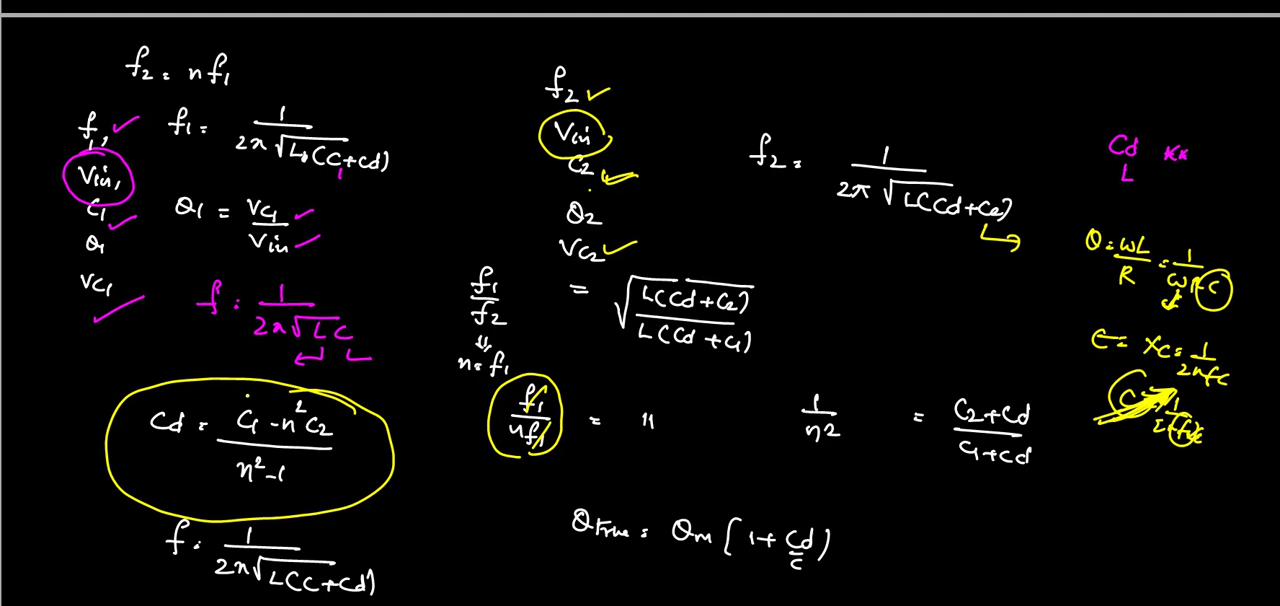 f₂ = nf₁
f₁,
Vin,
C₁
Q₁
VC₁
f₁ = 1 / 2π√L(C₁+Cd)
Q₁ = VC₁ / Vin
f = 1 / 2π√LC
Cd = C₁ - n²C₂ / n²-1
f = 1 / 2π√L(C+Cd)
f₂
Vin
C₂
Q₂
VC₂
f₁ / f₂ = √L(Cd+C₂) / L(Cd+C₁)
n = f₁
f₁ / nf₁ = 11
1 / n² = C₂+Cd / C₁+Cd
Qtrue = Qm [1 + Cd / C)
f₂ = 1 / 2π√L(Cd+C₂)
Cd **
L
Q = ωL / R = 1 / ωRC
C = XC = 1 / 2πfC